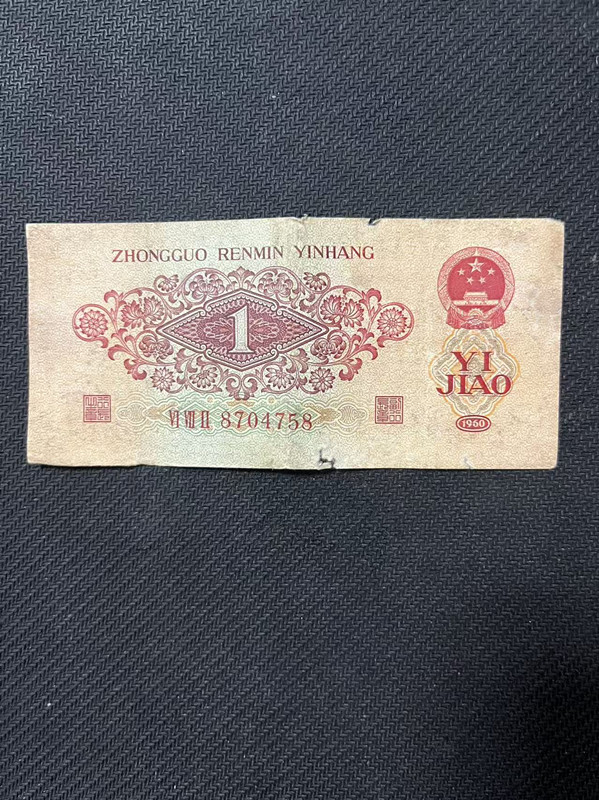 ZHONGGUO RENMIN YINHANG
1
YI
JIAO
VI VIII II 8704758
1960